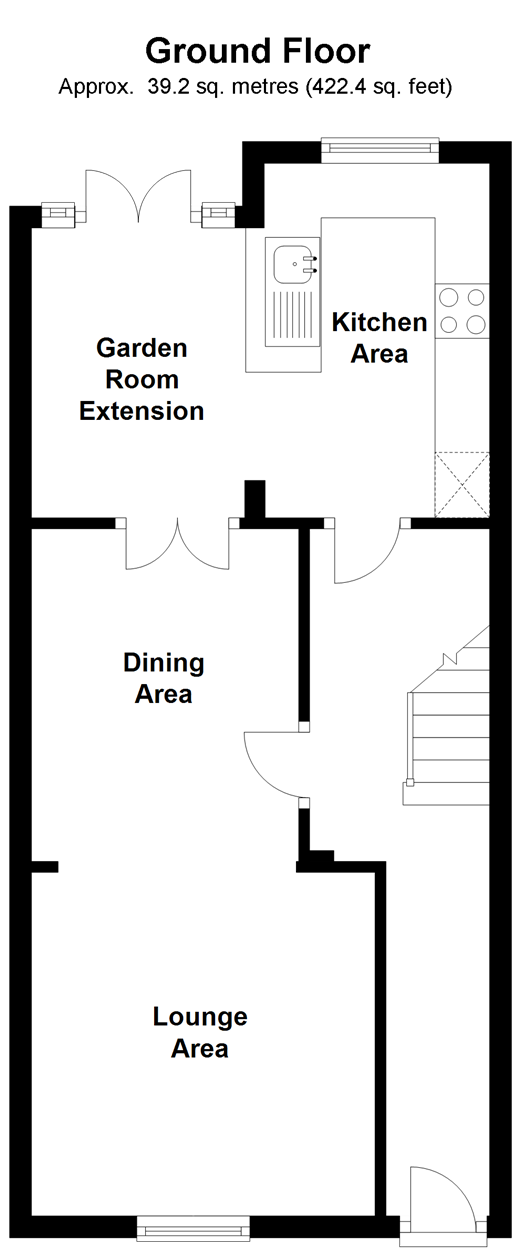 Ground Floor
Approx.  39.2 sq. metres (422.4 sq. feet)
Kitchen
Area
Garden
Room
Extension
Dining
Area
Lounge
Area